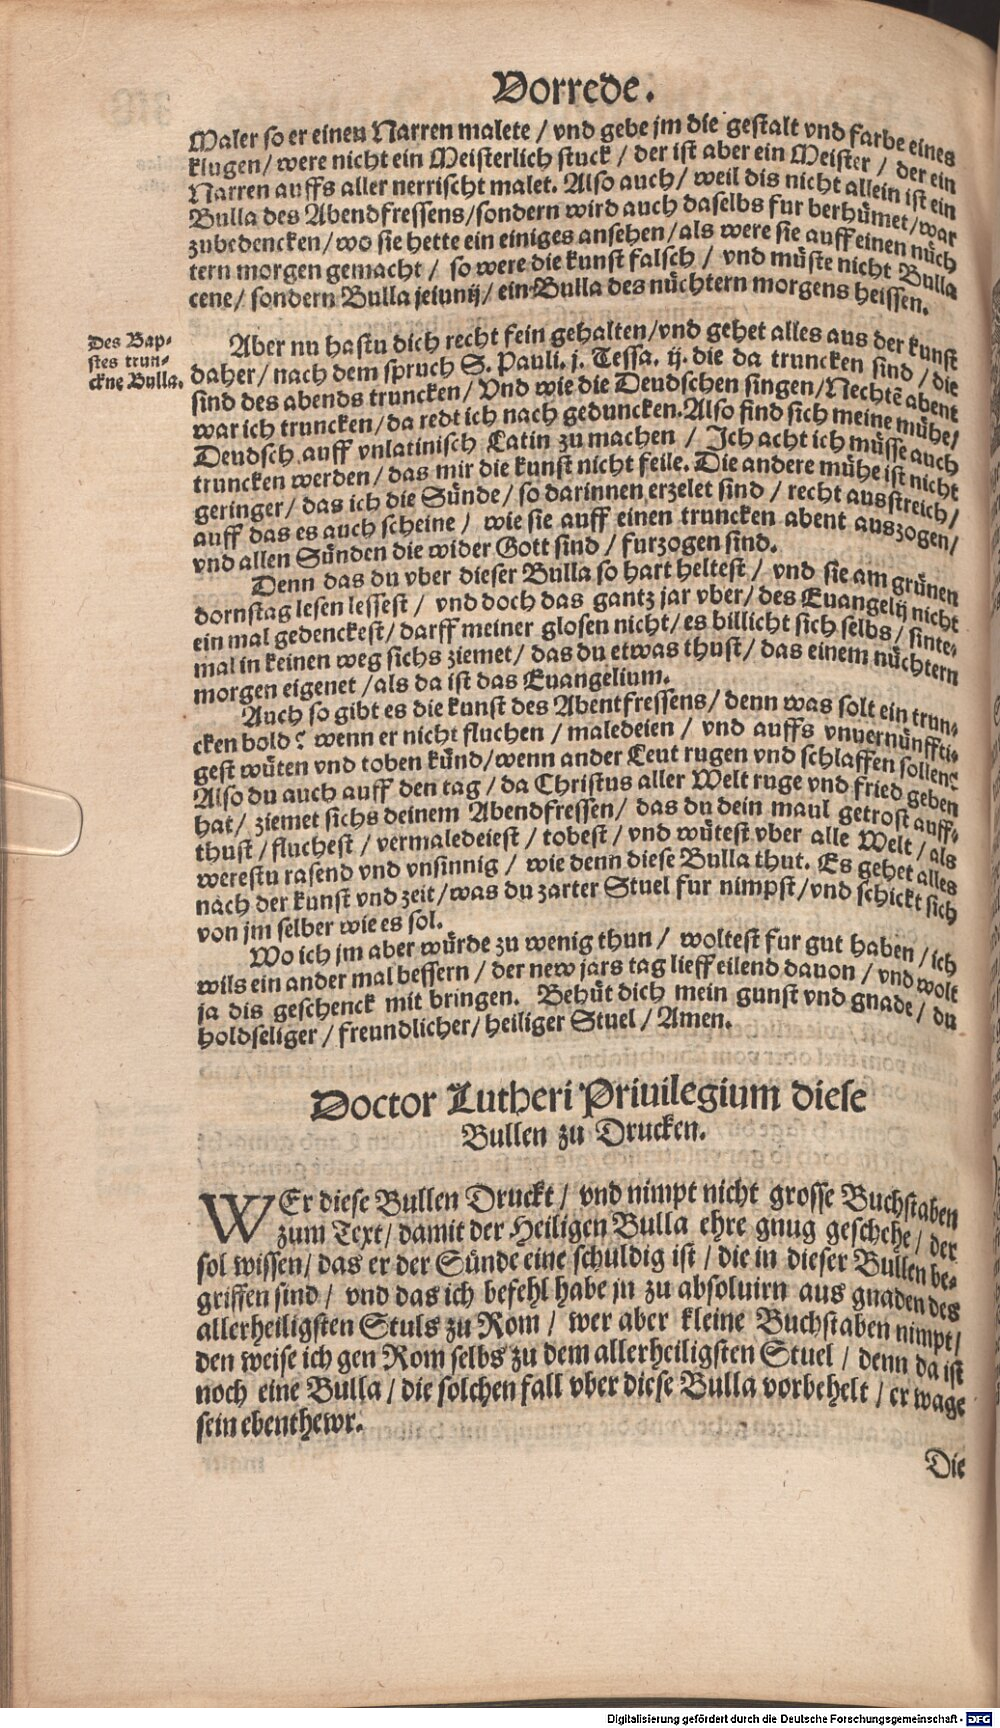 Vorrede.
Maler so er einen Narren malete / vnd gebe jm die gestalt vnd farbe eines
klugen / were nicht ein Meisterlich stuck / der ist aber ein Meister / der ein
Narren auffs aller nerrischt malet. Also auch / weil dis nicht allein ist ein
Bulla des Abendfressens / sondern wird auch daselbs fur berhümet / war
zubedencken / wo sie hette ein einiges ansehen / als were sie auff einen nüch
tern morgen gemacht / so were die kunst falsch / vnd müste nicht Bulla
cene / sondern Bulla jeiunij / ein Bulla des nüchtern morgens heissen.
Des Bap-
stes trun-
ckne Bulla.
Aber nu hastu dich recht fein gehalten / vnd gehet alles aus der kunst
daher / nach dem spruch S. Pauli. j. Tessa. ij. die da truncken sind / die
sind des abends truncken / Vnd wie die Deudschen singen / Nechtē abent
war ich truncken / da redt ich nach geduncken. Also find sich meine mühe /
Deudsch auff vnlatinisch Latin zu machen / Ich acht ich müsse auch
truncken werden / das mir die kunst nicht feile. Die andere mühe ist nicht
geringer / das ich die Sünde / so darinnen erzelet sind / recht ausstreich /
auff das es auch scheine / wie sie auff einen truncken abent auszogen /
vnd allen Sünden die wider Gott sind / furzogen sind.
Denn das du vber dieser Bulla so hart heltest / vnd sie am grünen
dornstag lesen lessest / vnd doch das gantz jar vber / des Euangelij nicht
ein mal gedenckest / darff meiner glosen nicht / es billicht sich selbs / sinte-
mal in keinen weg sichs ziemet / das du etwas thust / das einem nüchtern
morgen eigenet / als da ist das Euangelium.
Auch so gibt es die kunst des Abentfressens / denn was solt ein trun-
cken bold? wenn er nicht fluchen / maledeien / vnd auffs vnuernünffti-
gest wüten vnd toben künd / wenn ander Leut rugen vnd schlaffen sollen?
Also du auch auff den tag / da Christus aller Welt ruge vnd fried geben
hat / ziemet sichs deinem Abendfressen / das du dein maul getrost auff-
thust / fluchest / vermaledeiest / tobest / vnd wütest vber alle Welt / als
werestu rasend vnd vnsinnig / wie denn diese Bulla thut. Es gehet alles
nach der kunst vnd zeit / was du zarter Stuel fur nimpst / vnd schickt sich
von jm selber wie es sol.
Wo ich jm aber würde zu wenig thun / woltest fur gut haben / ich
wils ein ander mal bessern / der new jars tag lieff eilend dauon / vnd wolt
ja dis geschenck mit bringen. Behüt dich mein gunst vnd gnade / du
holdseliger / freundlicher / heiliger Stuel / Amen.
Doctor Lutheri Priuilegium diese
Bullen zu Drucken.
WEr diese Bullen Druckt / vnd nimpt nicht grosse Buchstaben
zum Text / damit der Heiligen Bulla ehre gnug geschehe / der
sol wissen / das er der Sünde eine schuldig ist / die in dieser Bullen be-
griffen sind / vnd das ich befehl habe jn zu absoluirn aus gnaden des
allerheiligsten Stuls zu Rom / wer aber kleine Buchstaben nimpt /
den weise ich gen Rom selbs zu dem allerheiligsten Stuel / denn da ist
noch eine Bulla / die solchen fall vber diese Bulla vorbehelt / er wage
sein ebenthewr.
Die
Digitalisierung gefördert durch die Deutsche Forschungsgemeinschaft - DFG